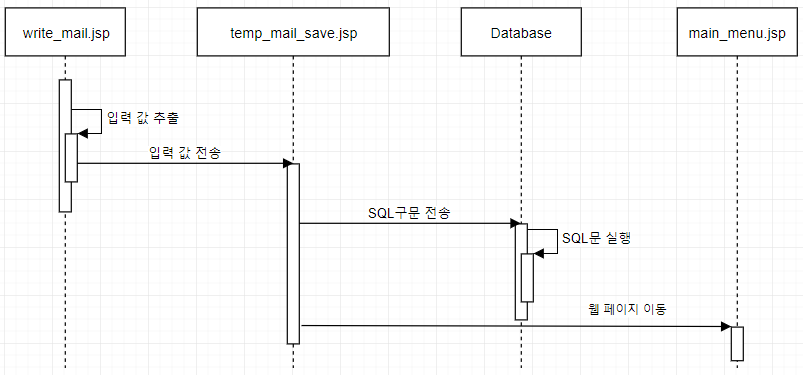 write_mail.jsp
temp_mail_save.jsp
Database
main_menu.jsp
입력 값 추출
입력 값 전송
SQL구문 전송
SQL문 실행
웹 페이지 이동